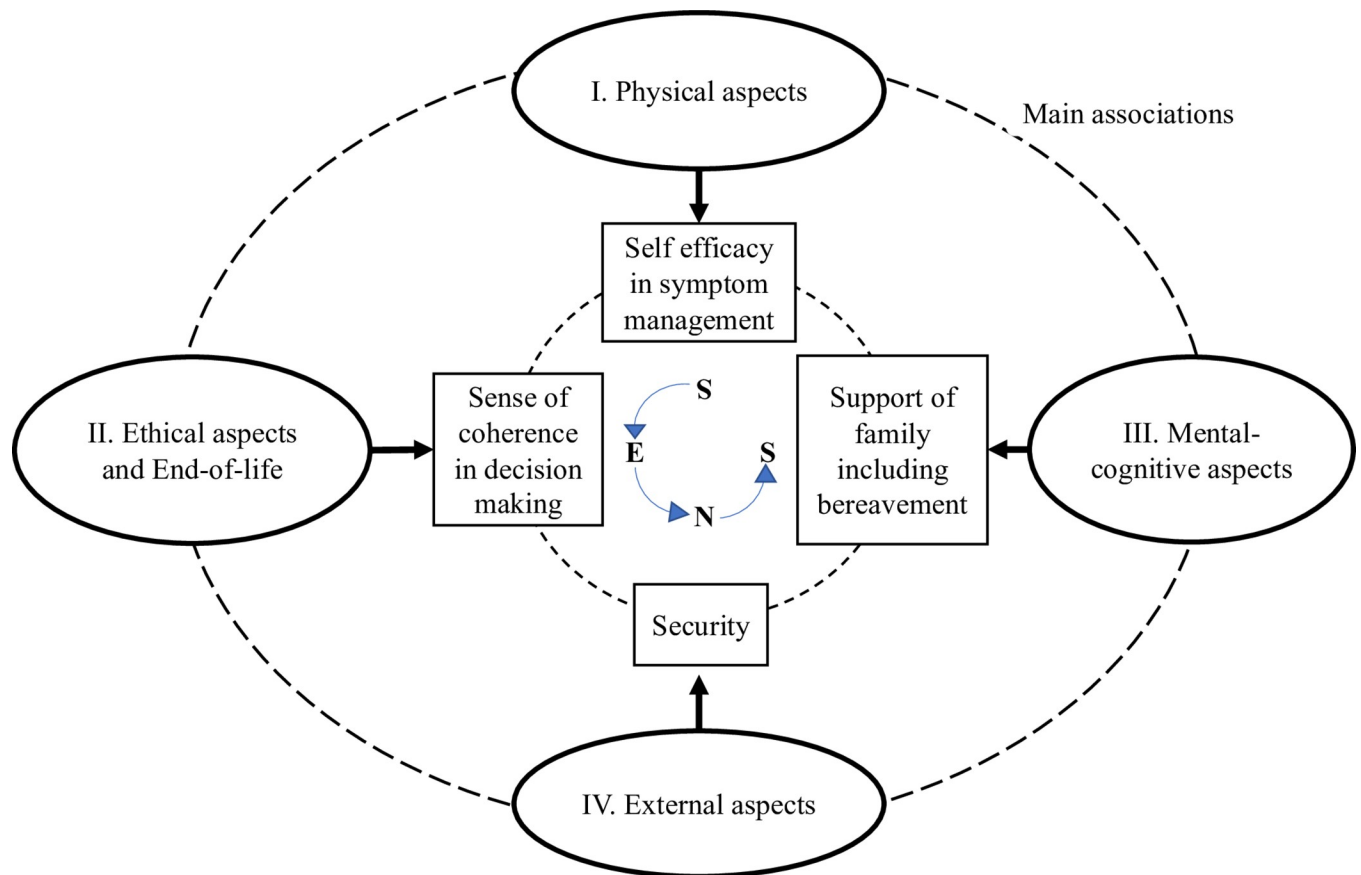 I. Physical aspects
Main associations
Self efficacy
in symptom
management
II. Ethical aspects
and End-of-life
Sense of
coherence
in decision
making
S
E
N
S
Support of
family
including
bereavement
III. Mental-
cognitive aspects
Security
IV. External aspects